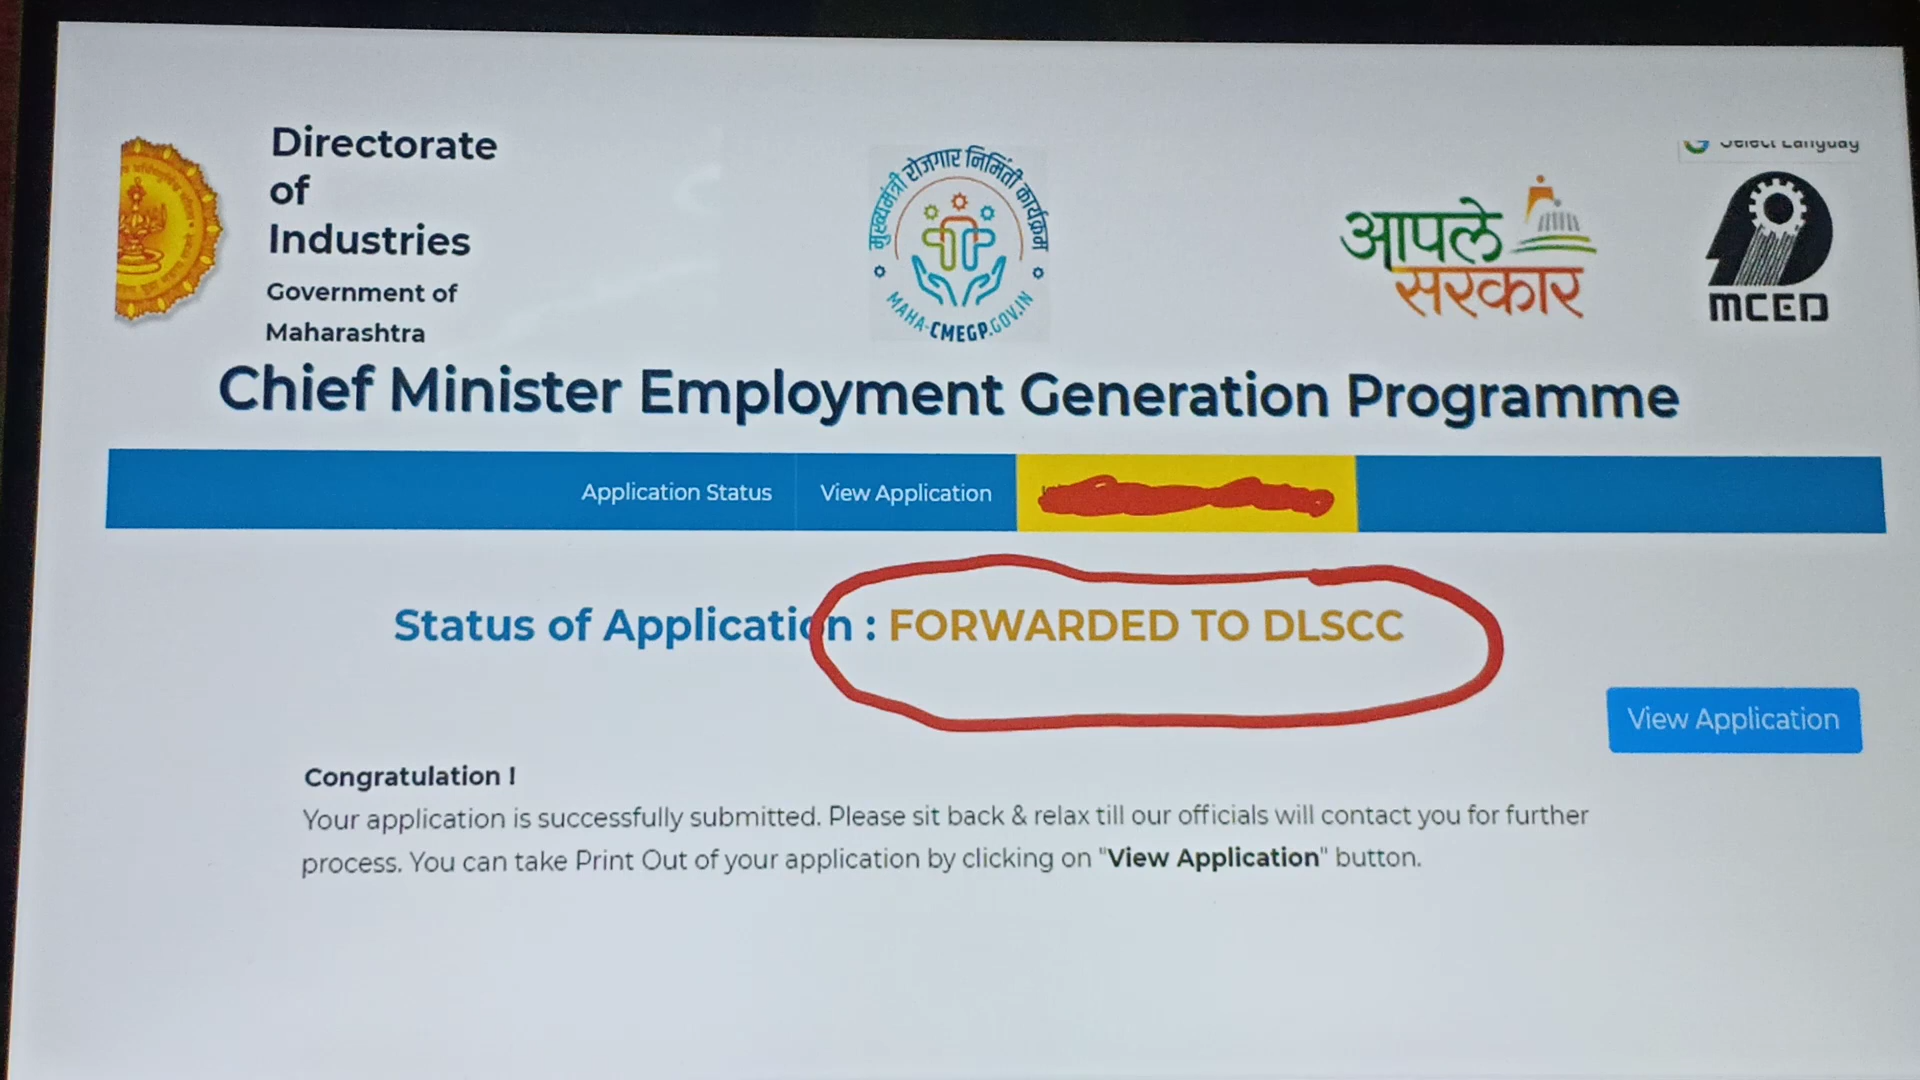 Directorate
of
Industries
Government of
Maharashtra
मुख्यमंत्री रोजगार निर्मिती कार्यक्रम
MAHA-CMEGP.GOV.IN
आपले
सरकार
Select Languag
MCED
Chief Minister Employment Generation Programme
Application Status View Application
Status of Application : FORWARDED TO DLSCC
View Application
Congratulation !
Your application is successfully submitted. Please sit back & relax till our officials will contact you for further
process. You can take Print Out of your application by clicking on "View Application" button.